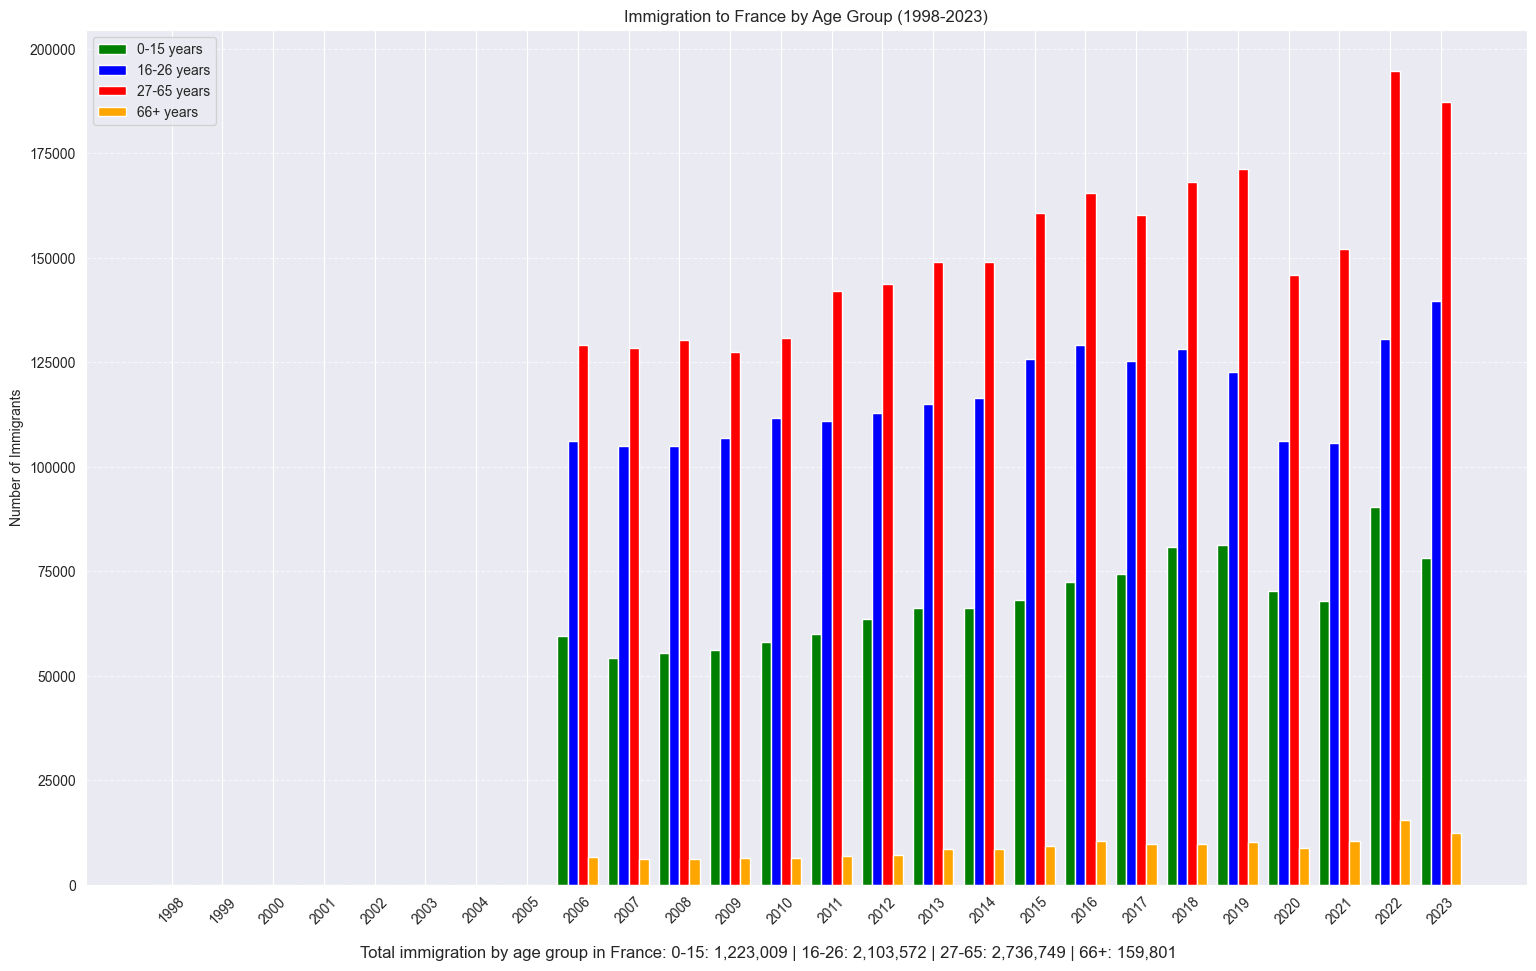 Immigration to France by Age Group (1998-2023)
0-15 years
16-26 years
27-65 years
66+ years
Number of Immigrants
200000
175000
150000
125000
100000
75000
50000
25000
0
1998 1999 2000 2001 2002 2003 2004 2005 2006 2007 2008 2009 2010 2011 2012 2013 2014 2015 2016 2017 2018 2019 2020 2021 2022 2023
Total immigration by age group in France: 0-15: 1,223,009 | 16-26: 2,103,572 | 27-65: 2,736,749 | 66+: 159,801